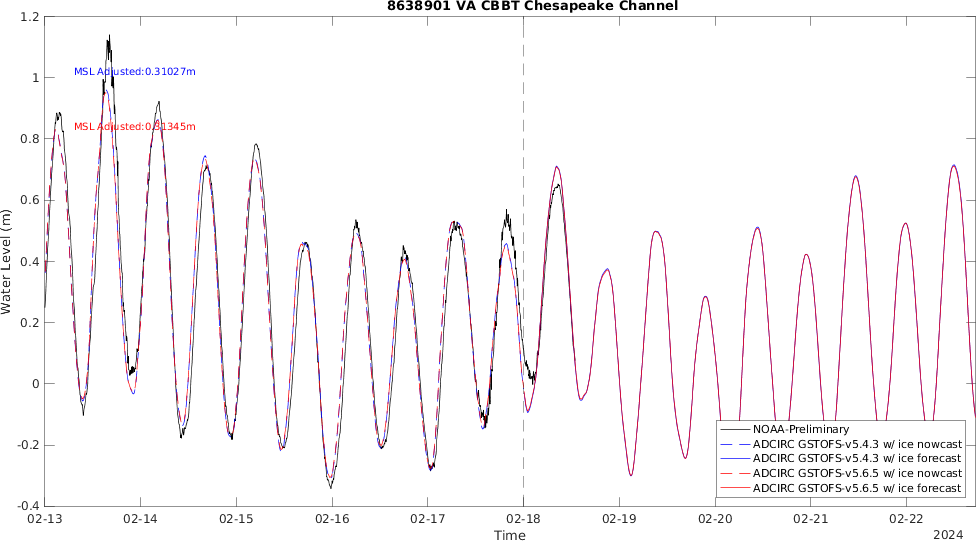 8638901 VA CBBT Chesapeake Channel
1.2
1
0.8
0.6
0.4
0.2
0
-0.2
-0.4
Water Level (m)
MSL Adjusted:0.31027m
MSL Adjusted:0.31345m
NOAA-Preliminary
ADCIRC GSTOFS-v5.4.3 w/ ice nowcast
ADCIRC GSTOFS-v5.4.3 w/ ice forecast
ADCIRC GSTOFS-v5.6.5 w/ ice nowcast
ADCIRC GSTOFS-v5.6.5 w/ ice forecast
02-13 02-14 02-15 02-16 02-17 02-18 02-19 02-20 02-21 02-22
Time
2024